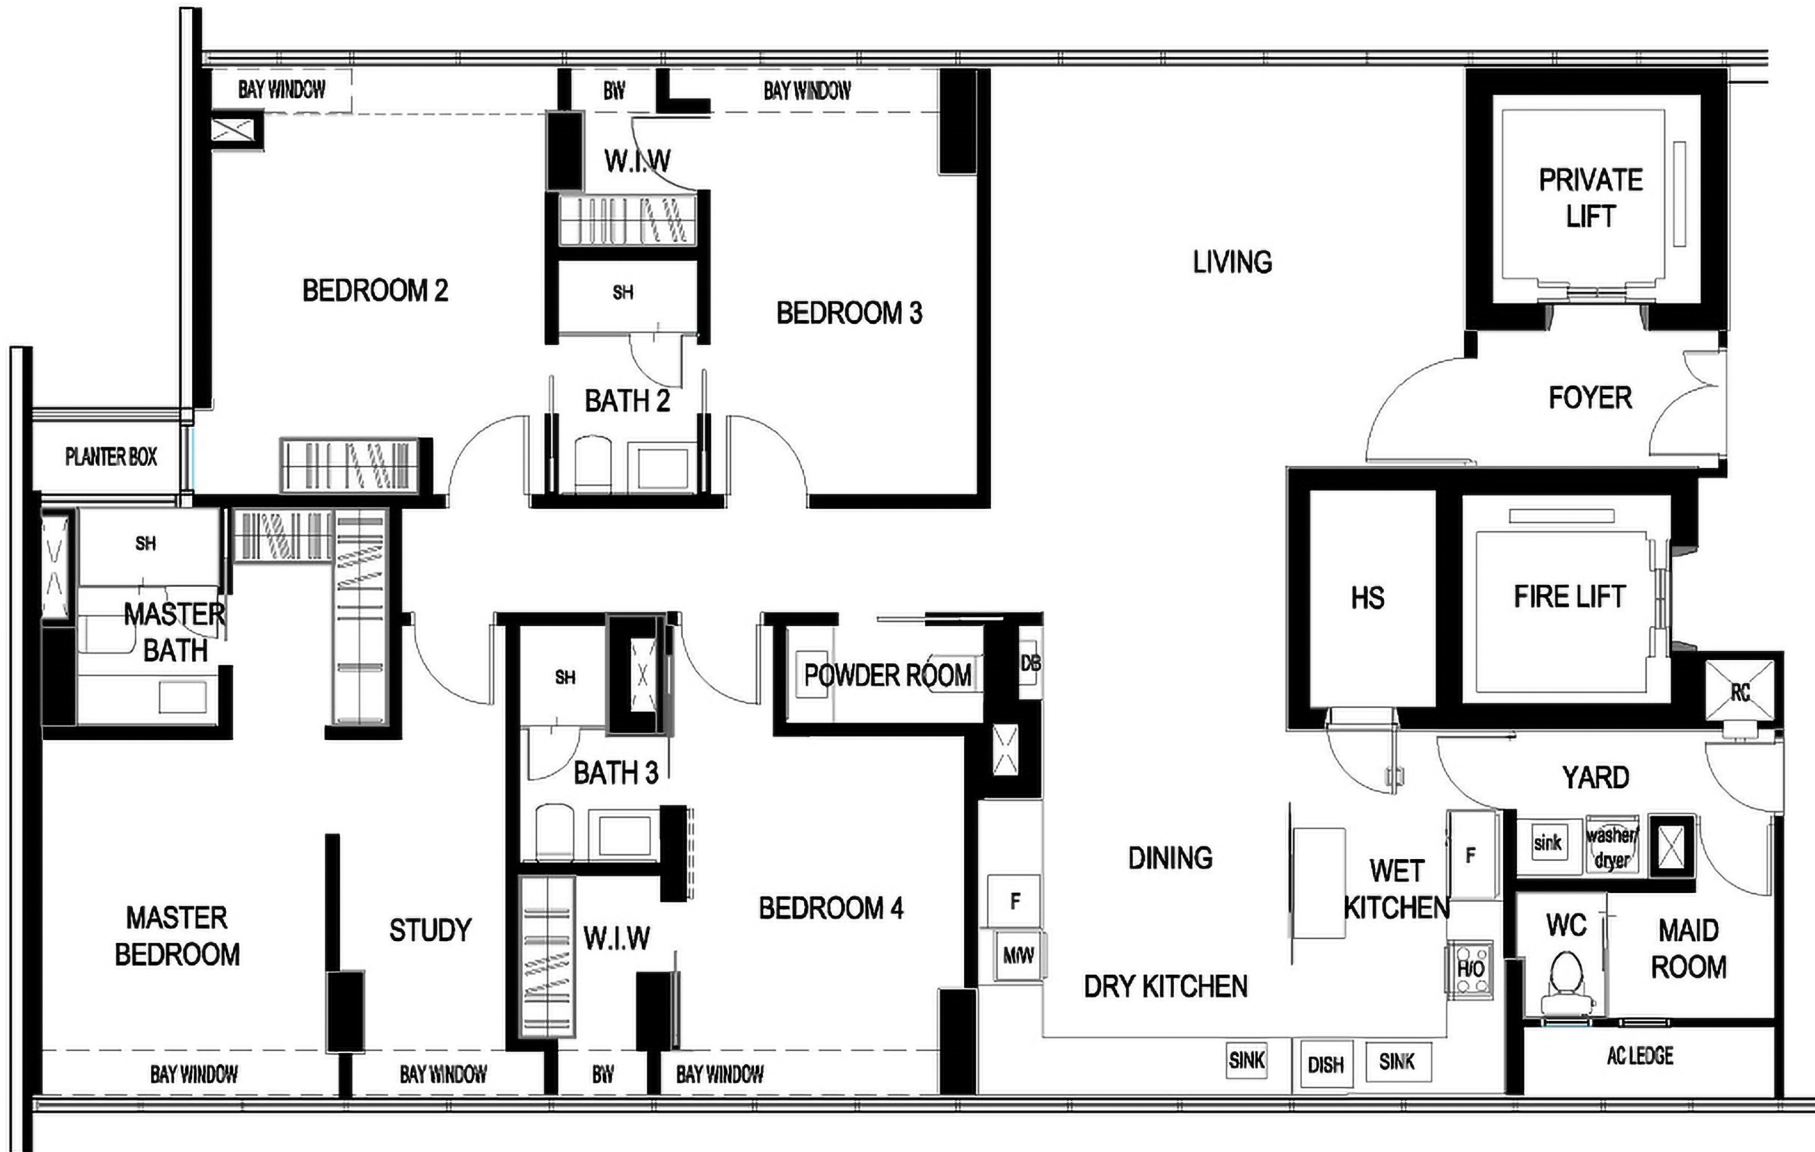 BAY WINDOW
BW
BAY WINDOW
W.I.W
PRIVATE
LIFT
LIVING
BEDROOM 2
SH
BEDROOM 3
BATH 2
FOYER
PLANTER BOX
SH
HS
FIRE LIFT
MASTER
BATH
SH
POWDER ROOM
DB
RC
BATH 3
YARD
sink
washer/
dryer
DINING
F
WET
KITCHEN
F
BEDROOM 4
MASTER
BEDROOM
STUDY
W.I.W
M/W
WC
MAID
ROOM
H/O
DRY KITCHEN
BAY WINDOW
BAY WINDOW
BW
BAY WINDOW
SINK
DISH
SINK
AC LEDGE